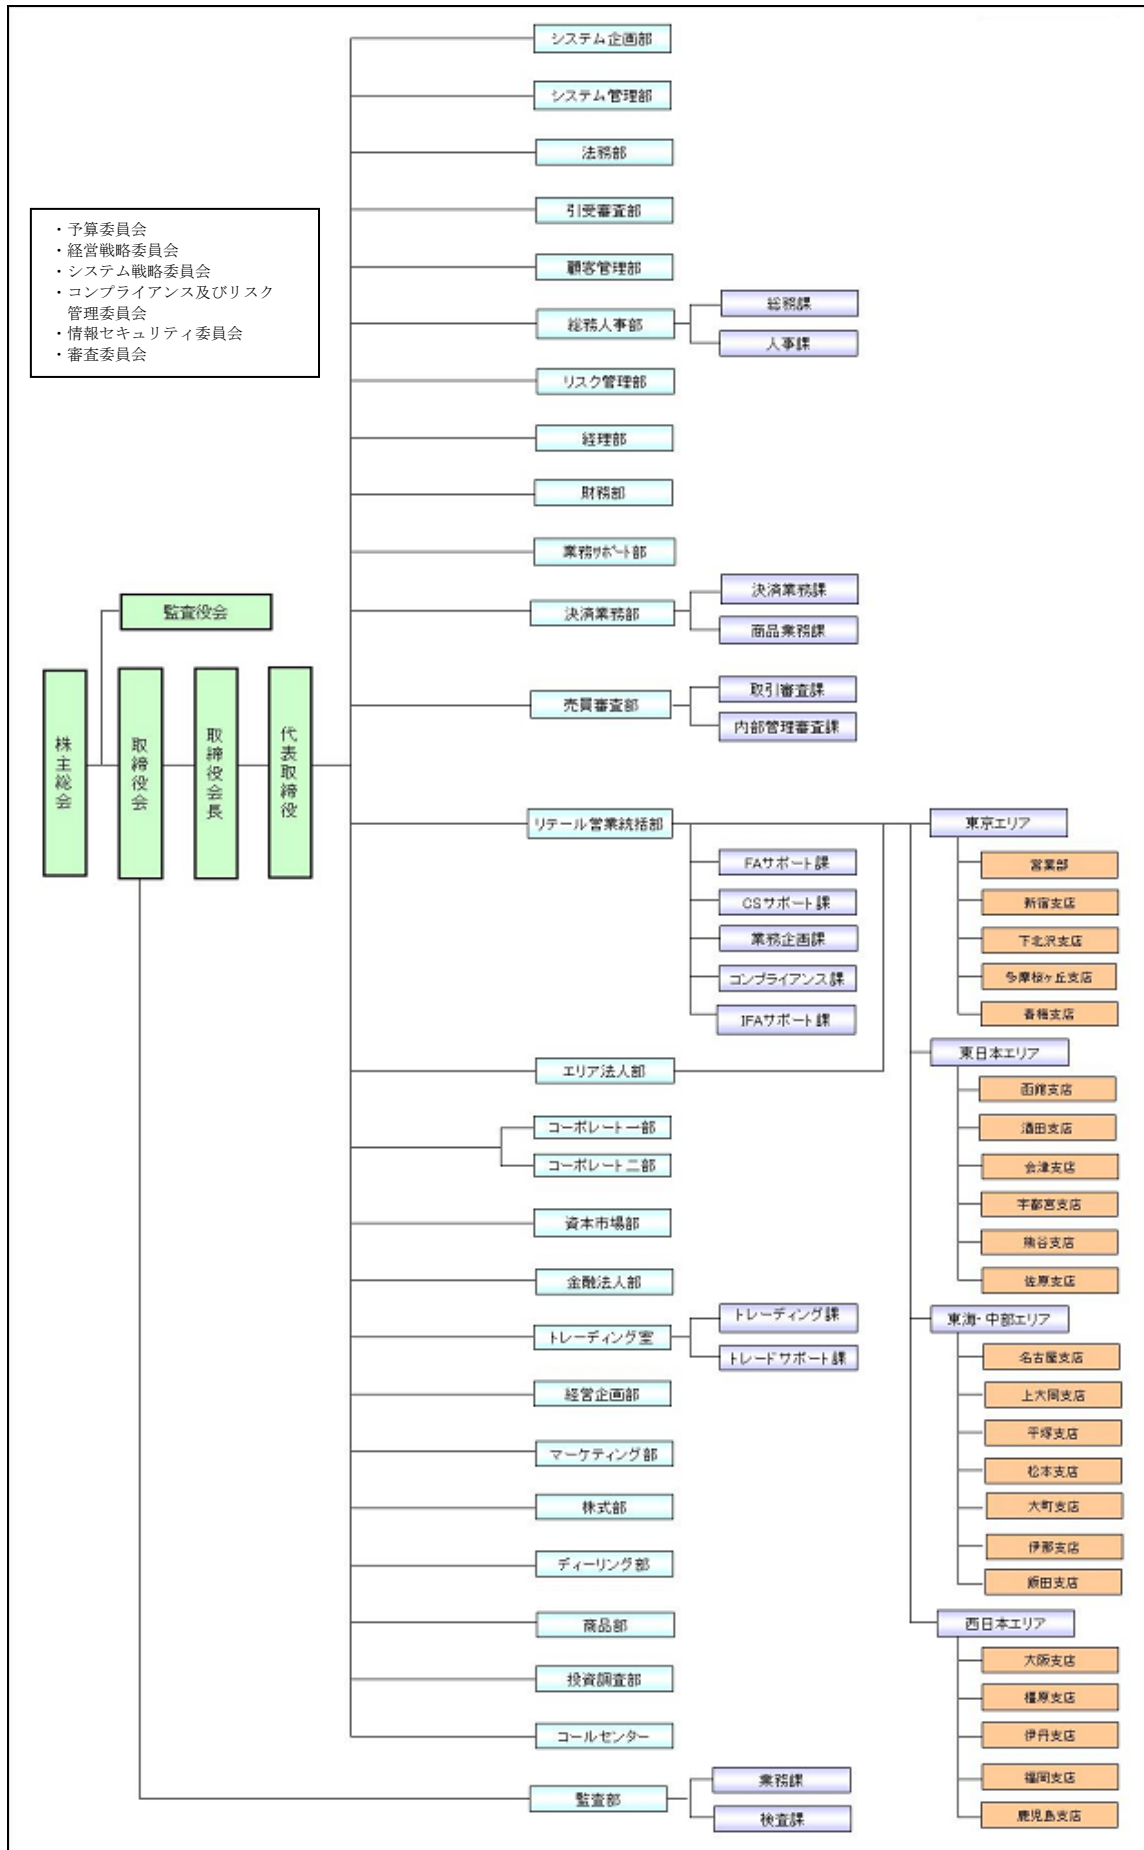 システム企画部
システム管理部
法務部
引受審査部
・予算委員会
・経営戦略委員会
・システム戦略委員会
・コンプライアンス及びリスク
管理委員会
・情報セキュリティ委員会
・審査委員会
顧客管理部
総務人事部
総務課
人事課
リスク管理部
経理部
財務部
業務ｻﾎﾟｰﾄ部
決済業務部
決済業務課
商品業務課
監査役会
株主総会
取締役会
取締役会長
代表取締役
売買審査部
取引審査課
内部管理審査課
リテール営業統括部
FAサポート課
CSサポート課
業務企画課
コンプライアンス課
IFAサポート課
東京エリア
営業部
新宿支店
下北沢支店
多摩桜ヶ丘支店
青梅支店
エリア法人部
東日本エリア
函館支店
酒田支店
会津支店
宇都宮支店
熊谷支店
佐原支店
コーポレート一部
コーポレート二部
資本市場部
金融法人部
トレーディング室
トレーディング課
トレードサポート課
東海・中部エリア
名古屋支店
上大岡支店
平塚支店
松本支店
大町支店
伊那支店
飯田支店
経営企画部
マーケティング部
株式部
ディーリング部
商品部
投資調査部
コールセンター
西日本エリア
大阪支店
橿原支店
伊丹支店
福岡支店
鹿児島支店
監査部
業務課
検査課